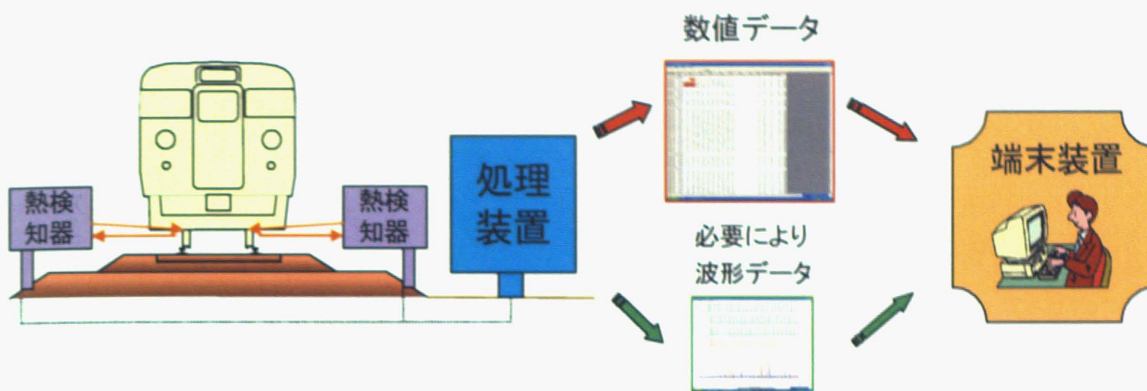 数値データ
熱検
知器
熱検
知器
処理
装置
必要により
波形データ
端末装置